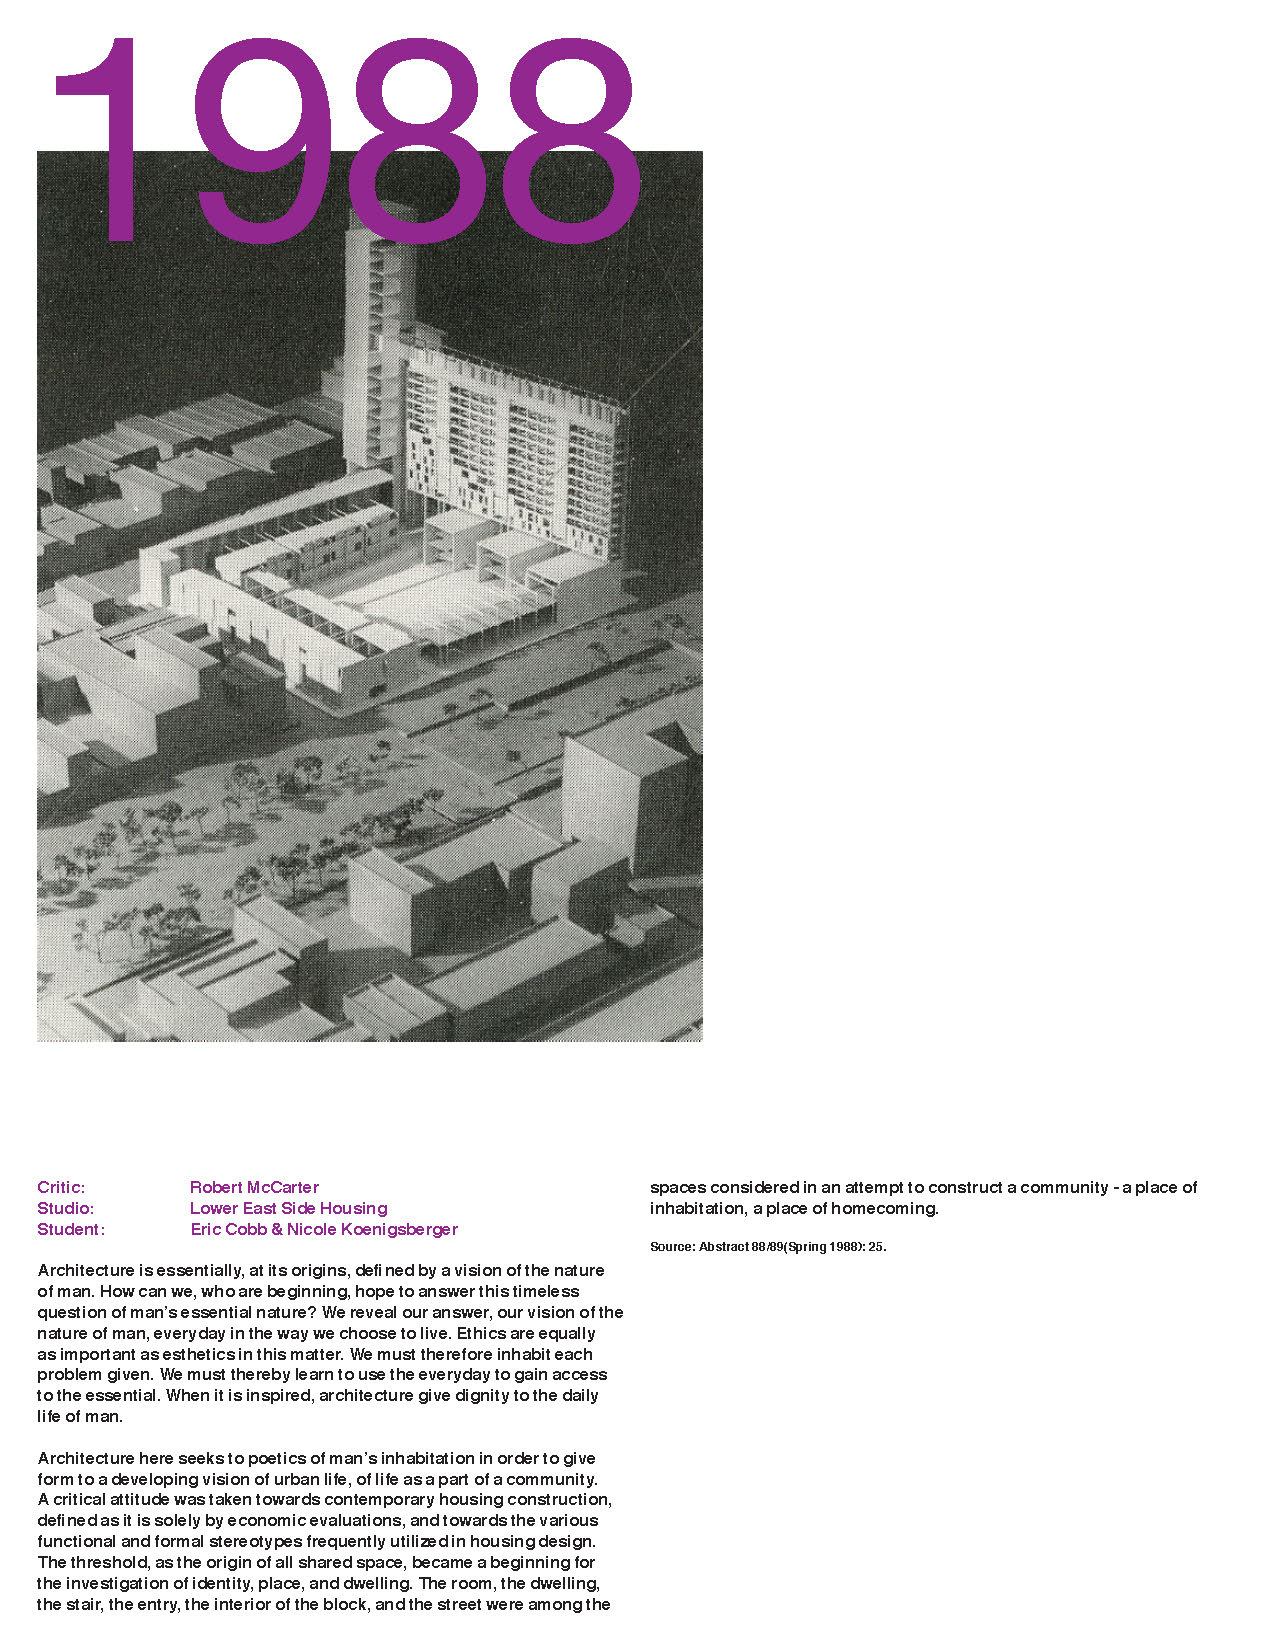 1988
Critic: Robert McCarter
Studio: Lower East Side Housing
Student: Eric Cobb & Nicole Koenigsberger
Architecture is essentially, at its origins, defined by a vision of the nature
of man. How can we, who are beginning, hope to answer this timeless
question of man's essential nature? We reveal our answer, our vision of the
nature of man, everyday in the way we choose to live. Ethics are equally
as important as esthetics in this matter. We must therefore inhabit each
problem given. We must thereby learn to use the everyday to gain access
to the essential. When it is inspired, architecture give dignity to the daily
life of man.
Architecture here seeks to poetics of man's inhabitation in order to give
form to a developing vision of urban life, of life as a part of a community.
A critical attitude was taken towards contemporary housing construction,
defined as it is solely by economic evaluations, and towards the various
functional and formal stereotypes frequently utilized in housing design.
The threshold, as the origin of all shared space, became a beginning for
the investigation of identity, place, and dwelling. The room, the dwelling,
the stair, the entry, the interior of the block, and the street were among the
spaces considered in an attempt to construct a community - a place of
inhabitation, a place of homecoming.
Source: Abstract 88/89(Spring 1988): 25.